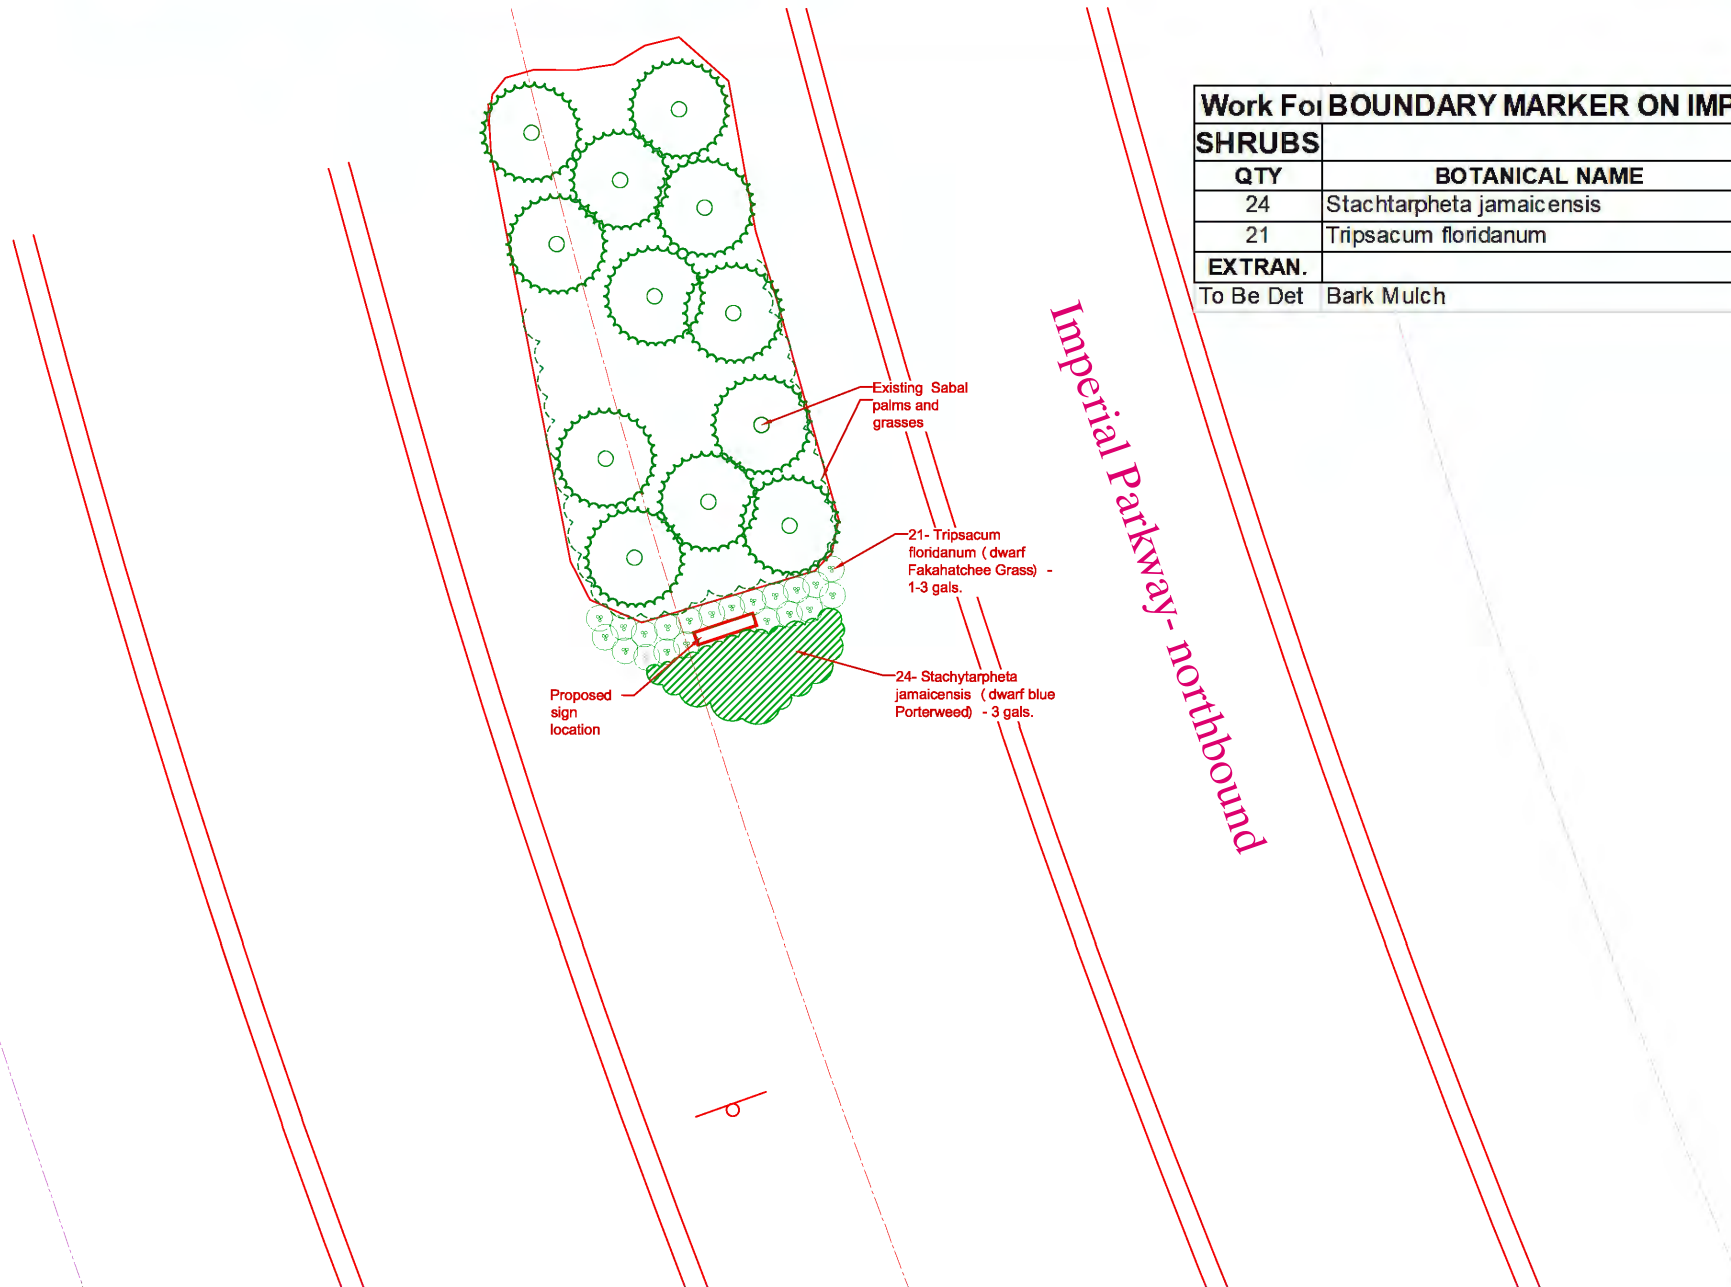 Work For BOUNDARY MARKER ON IMP
SHRUBS
QTY BOTANICAL NAME
24 Stachtarpheta jamaicensis
21 Tripsacum floridanum
EXTRAN.
To Be Det Bark Mulch
Existing Sabal
palms and
grasses
21- Tripsacum
floridanum ( dwarf
Fakahatchee Grass) -
1-3 gals.
24- Stachytarpheta
jamaicensis ( dwarf blue
Porterweed) - 3 gals.
Proposed
sign
location
Imperial Parkway- northbound